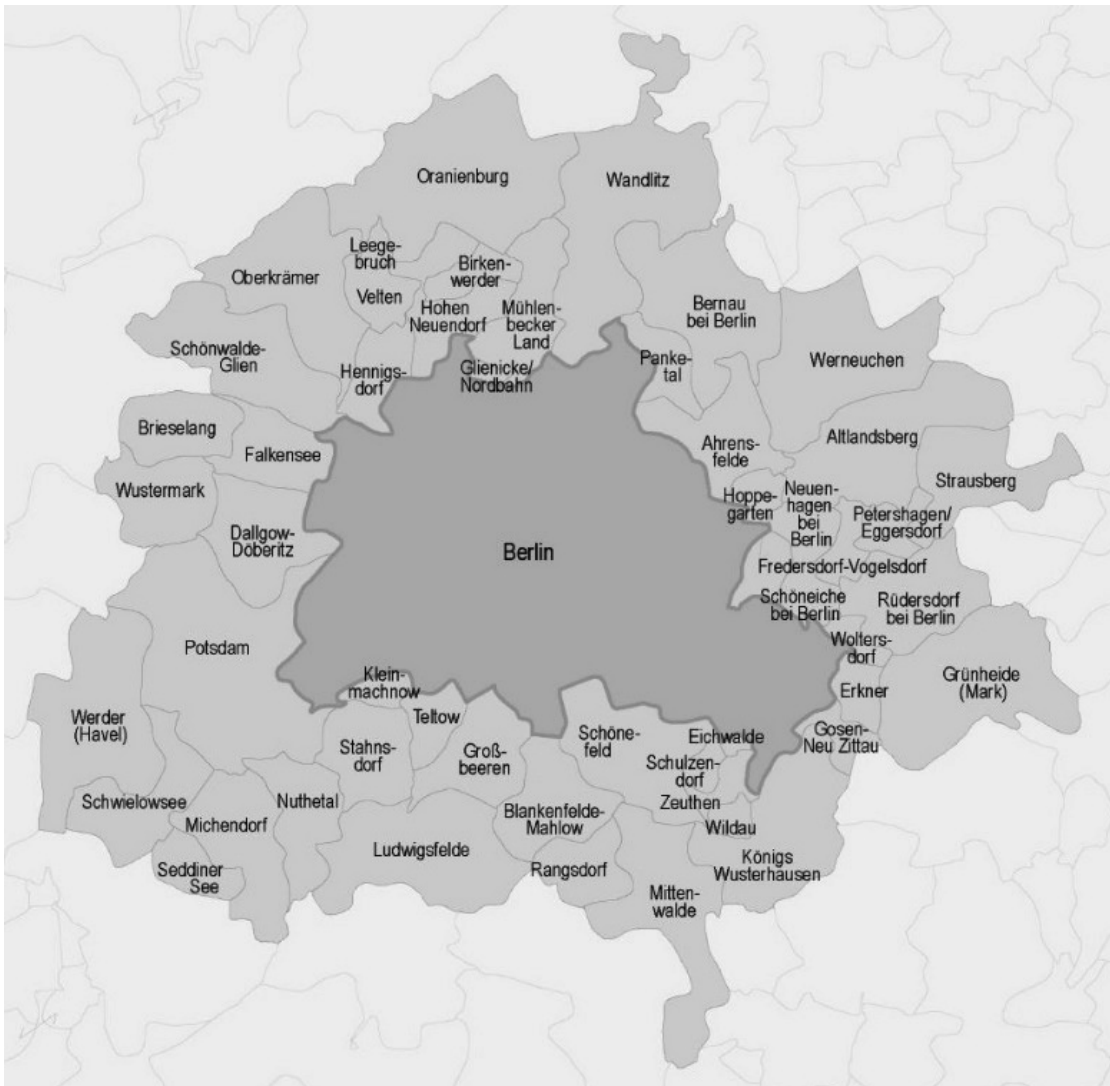 Oranienburg
Wandlitz
Leege-
bruch
Birken-
werder
Oberkrämer
Velten
Hohen
Neuendorf
Mühlen-
becker
Land
Bernau
bei Berlin
Schönwalde-
Glien
Hennigs-
dorf
Glienicke/
Nordbahn
Panke-
tal
Werneuchen
Brieselang
Falkensee
Ahrens-
felde
Altlandsberg
Wustermark
Hoppe-
garten
Neuen-
hagen
bei
Berlin
Strausberg
Petershagen/
Eggersdorf
Dallgow-
Döberitz
Berlin
Fredersdorf-Vogelsdorf
Schöneiche
bei Berlin
Rüdersdorf
bei Berlin
Potsdam
Klein-
machnow
Wolters-
dorf
Erkner
Grünheide
(Mark)
Werder
(Havel)
Teltow
Stahns-
dorf
Groß-
beeren
Schöne-
feld
Eichwalde
Gosen-
Neu Zittau
Schulzen-
dorf
Zeuthen
Schwielowsee
Nuthetal
Michendorf
Blankenfelde-
Mahlow
Wildau
Ludwigsfelde
Seddiner
See
Rangsdorf
Königs
Wusterhausen
Mitten-
walde